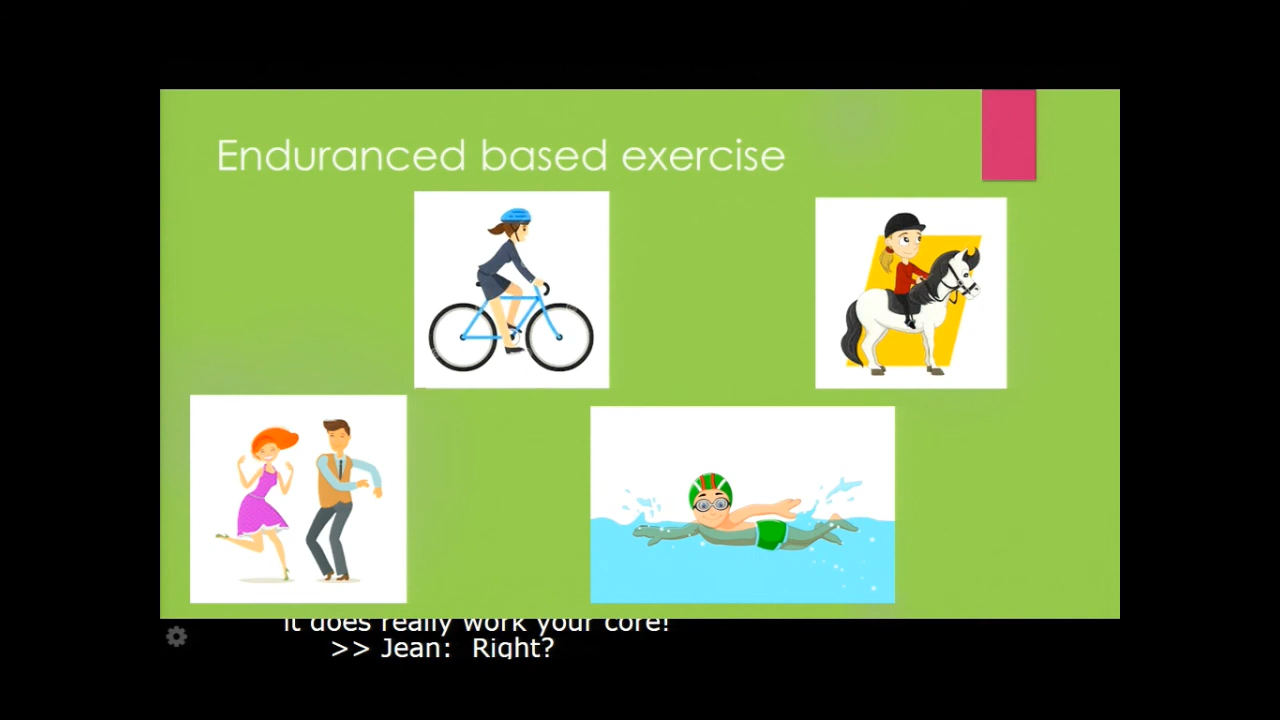 Enduranced based exercise
it does really work your core!
>> Jean:  Right?